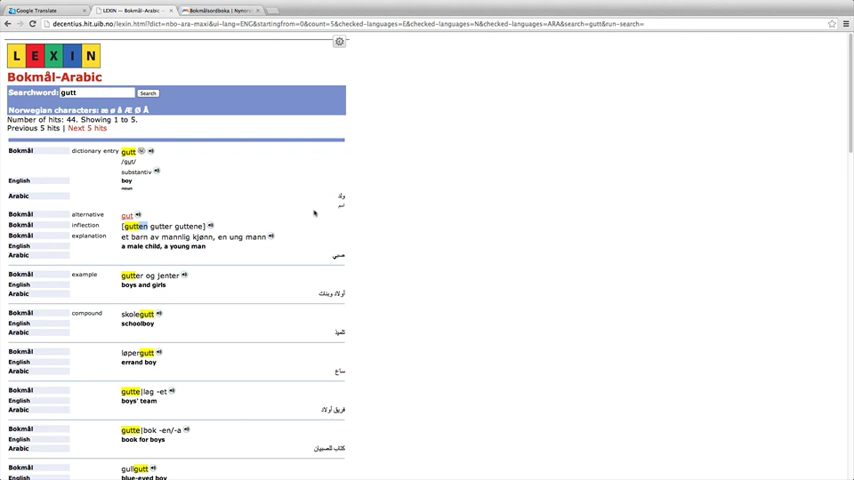 Google Translate
LEXIN — Bokmål-Arabic
Bokmålsordboka | Nynorsk
decentius.hit.uib.no/lexin.html?dict=nbo-ara-maxi&ui-lang=ENG&startingfrom=0&count=5&checked-languages=E&checked-languages=N&checked-languages=ARA&search=gutt&run-search=
LEXIN
Bokmål-Arabic
Searchword: gutt Search
Norwegian characters: æ ø å Æ Ø Å
Number of hits: 44. Showing 1 to 5.
Previous 5 hits | Next 5 hits
Bokmål dictionary entry gutt
/gut/
substantiv
English boy
noun
Arabic ولد
اسم
Bokmål alternative gut
Bokmål inflection [gutten gutter guttene]
Bokmål explanation et barn av mannlig kjønn, en ung mann
English a male child, a young man
Arabic صبي
Bokmål example gutter og jenter
English boys and girls
Arabic أولاد وبنات
Bokmål compound skolegutt
English schoolboy
Arabic تلميذ
Bokmål løpergutt
English errand boy
Arabic ساع
Bokmål gutte|lag -et
English boys' team
Arabic فريق أولاد
Bokmål gutte|bok -en/-a
English book for boys
Arabic كتاب للصبيان
Bokmål gullgutt
English blue-eyed boy